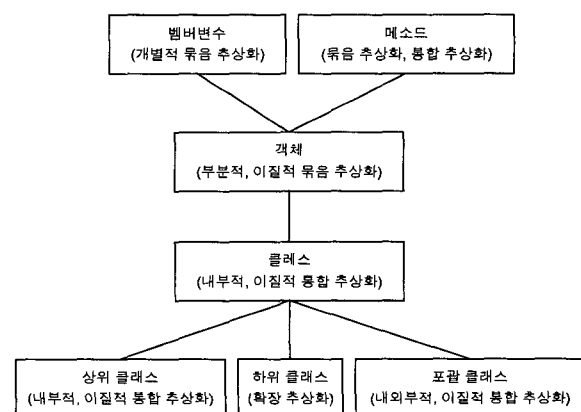 벰버변수
(개별적 묶음 추상화)
메소드
(묶음 추상화, 통합 추상화)
객체
(부분적, 이질적 묶음 추상화)
클레스
(내부적, 이질적 통합 추상화)
상위 클래스
(내부적, 이질적 통합 추상화)
하위 클래스
(확장 추상화)
포괄 클래스
(내외부적, 이질적 통합 추상화)